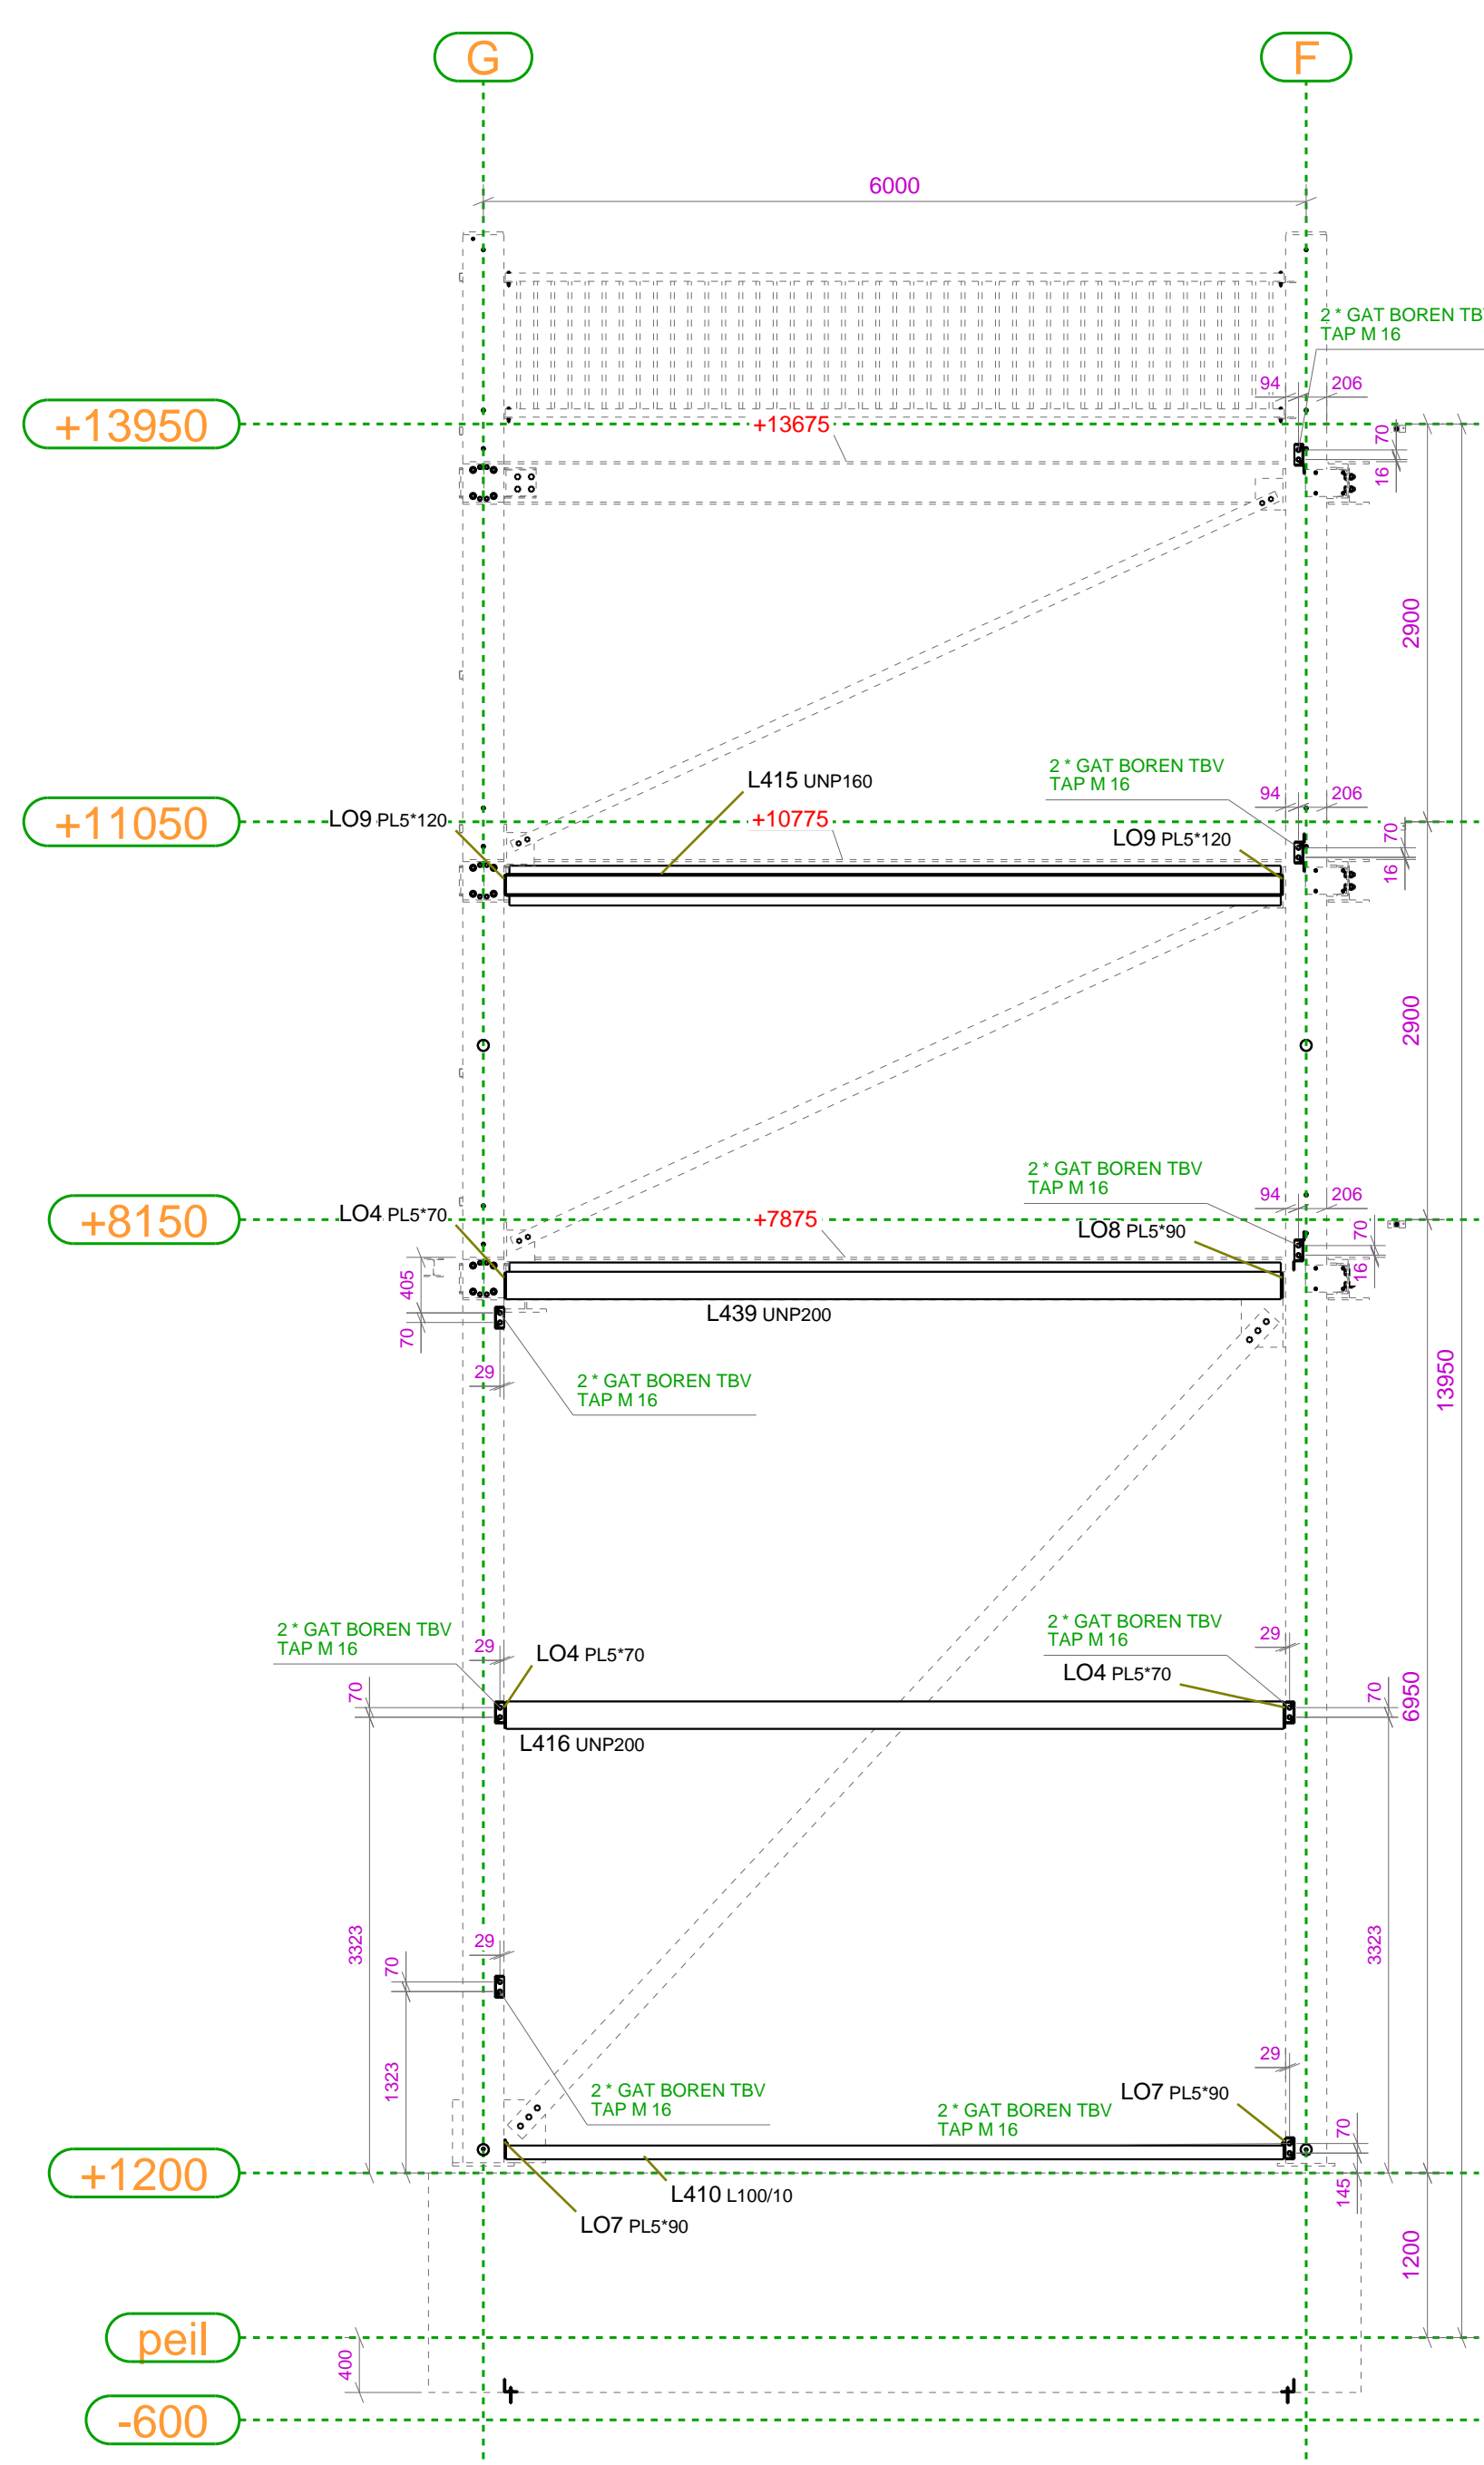 G
F
6000
2 * GAT BOREN TB
TAP M 16
94
206
+13950
+13675
70
16
2900
L415 UNP160
2 * GAT BOREN TBV
TAP M 16
94
206
+11050
LO9 PL5*120
+10775
LO9 PL5*120
70
16
2900
2 * GAT BOREN TBV
TAP M 16
94
206
+8150
LO4 PL5*70
+7875
LO8 PL5*90
70
16
405
70
L439 UNP200
29
2 * GAT BOREN TBV
TAP M 16
13950
2 * GAT BOREN TBV
TAP M 16
29
LO4 PL5*70
2 * GAT BOREN TBV
TAP M 16
29
LO4 PL5*70
70
70
6950
L416 UNP200
3323
29
70
3323
1323
29
2 * GAT BOREN TBV
TAP M 16
2 * GAT BOREN TBV
TAP M 16
LO7 PL5*90
70
+1200
L410 L100/10
145
LO7 PL5*90
1200
peil
400
-600